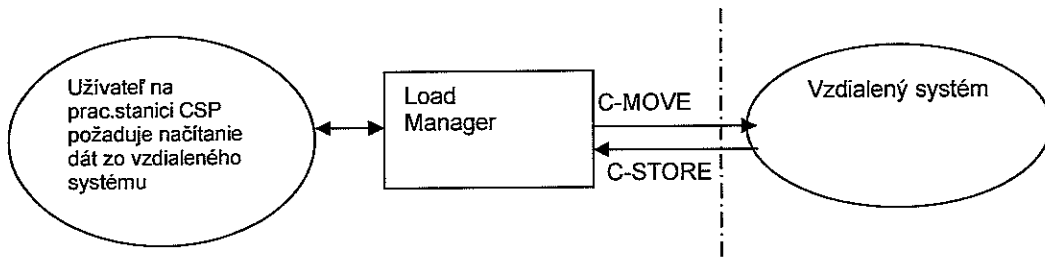 Užívateľ na
prac.stanici CSP
požaduje načítanie
dát zo vzdialeného
systému
Load
Manager
C-MOVE
C-STORE
Vzdialený systém